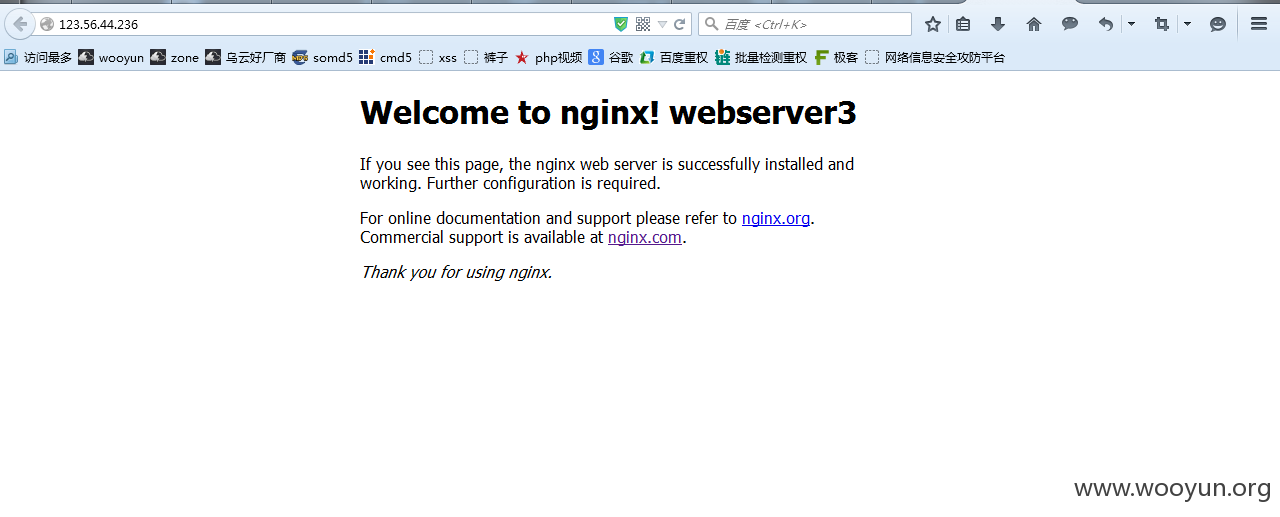 123.56.44.236
百度 <Ctrl+K>
访问最多 wooyun zone 乌云好厂商 somd5 cmd5 xss 裤子 php视频 谷歌 百度重权 批量检测重权 极客 网络信息安全攻防平台
Welcome to nginx! webserver3
If you see this page, the nginx web server is successfully installed and
working. Further configuration is required.
For online documentation and support please refer to nginx.org.
Commercial support is available at nginx.com.
Thank you for using nginx.
www.wooyun.org